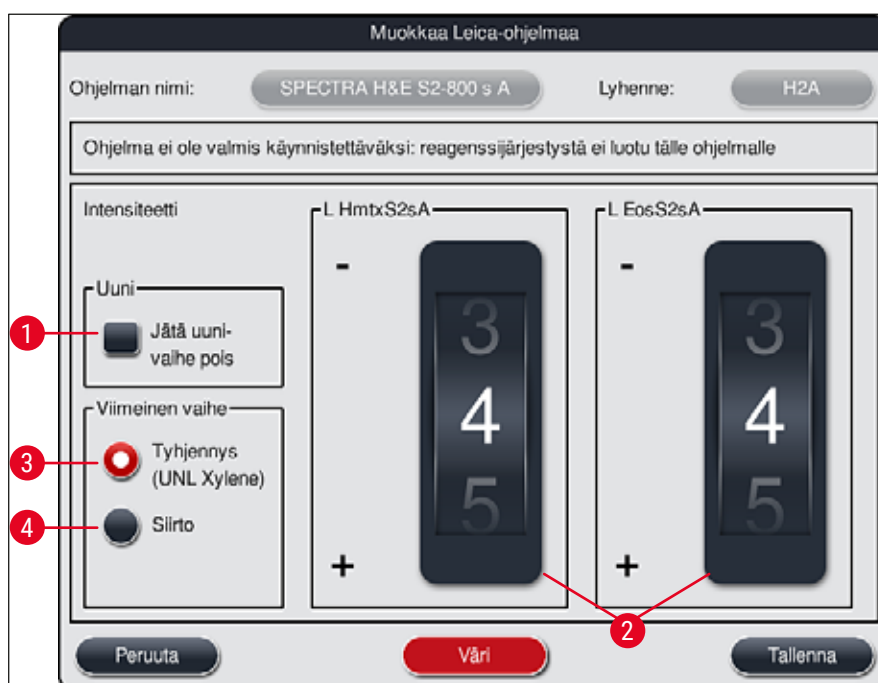 Muokkaa Leica-ohjelmaa
Ohjelman nimi: SPECTRA H&E S2-800 s A Lyhenne: H2A
Ohjelma ei ole valmis käynnistettäväksi: reagenssijärjestystä ei luotu tälle ohjelmalle
Intensiteetti
L HmtxS2sA
L EosS2sA
- -
Uuni
1 Jätä uuni-
vaihe pois
3 3
4 4
5 5
Viimeinen vaihe
3 Tyhjennys
(UNL Xylene)
4 Siirto
+ +
2
Peruuta Väri Tallenna